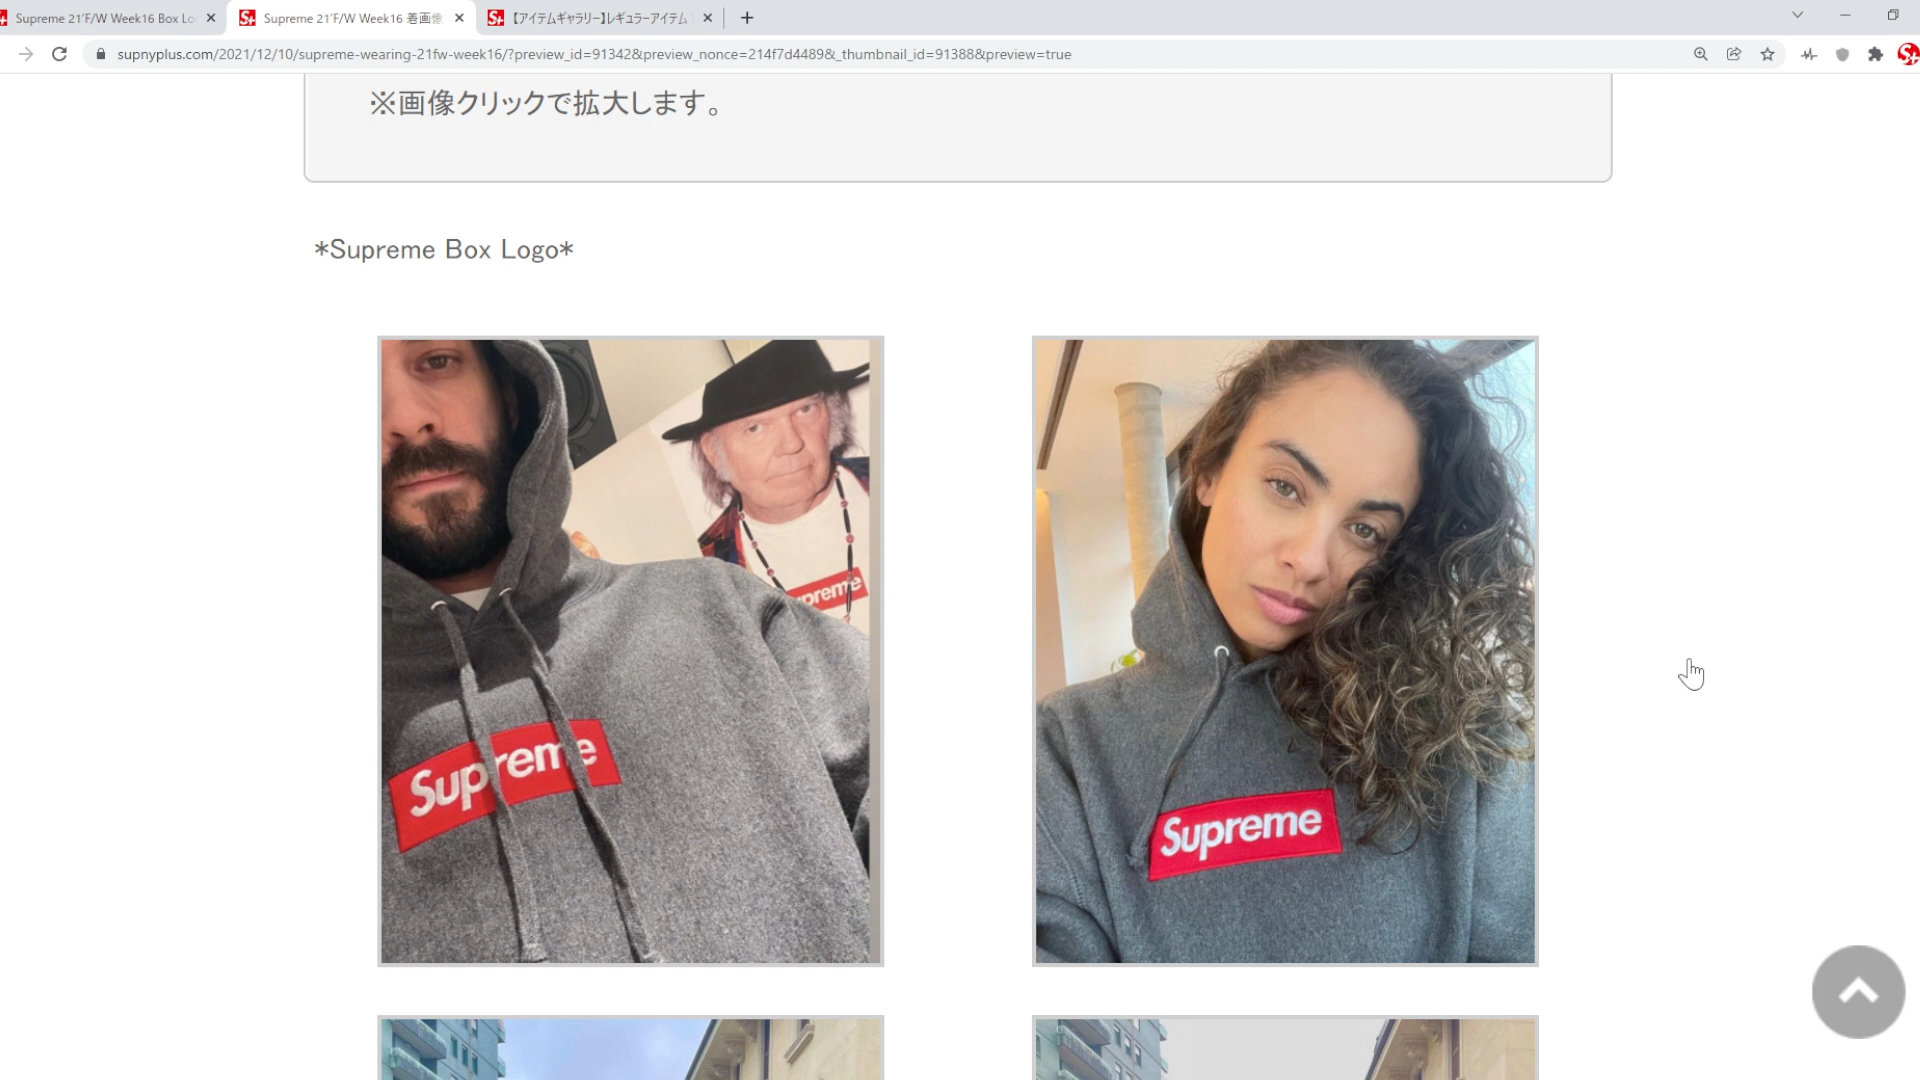 Supreme 21'F/W Week16 Box Lo
Supreme 21'F/W Week16 着画像
【アイテムギャラリー】レギュラーアイテム
supnyplus.com/2021/12/10/supreme-wearing-21fw-week16/?preview_id=91342&preview_nonce=214f7d4489&_thumbnail_id=91388&preview=true
※画像クリックで拡大します。
*Supreme Box Logo*
preme
Supreme
Supreme